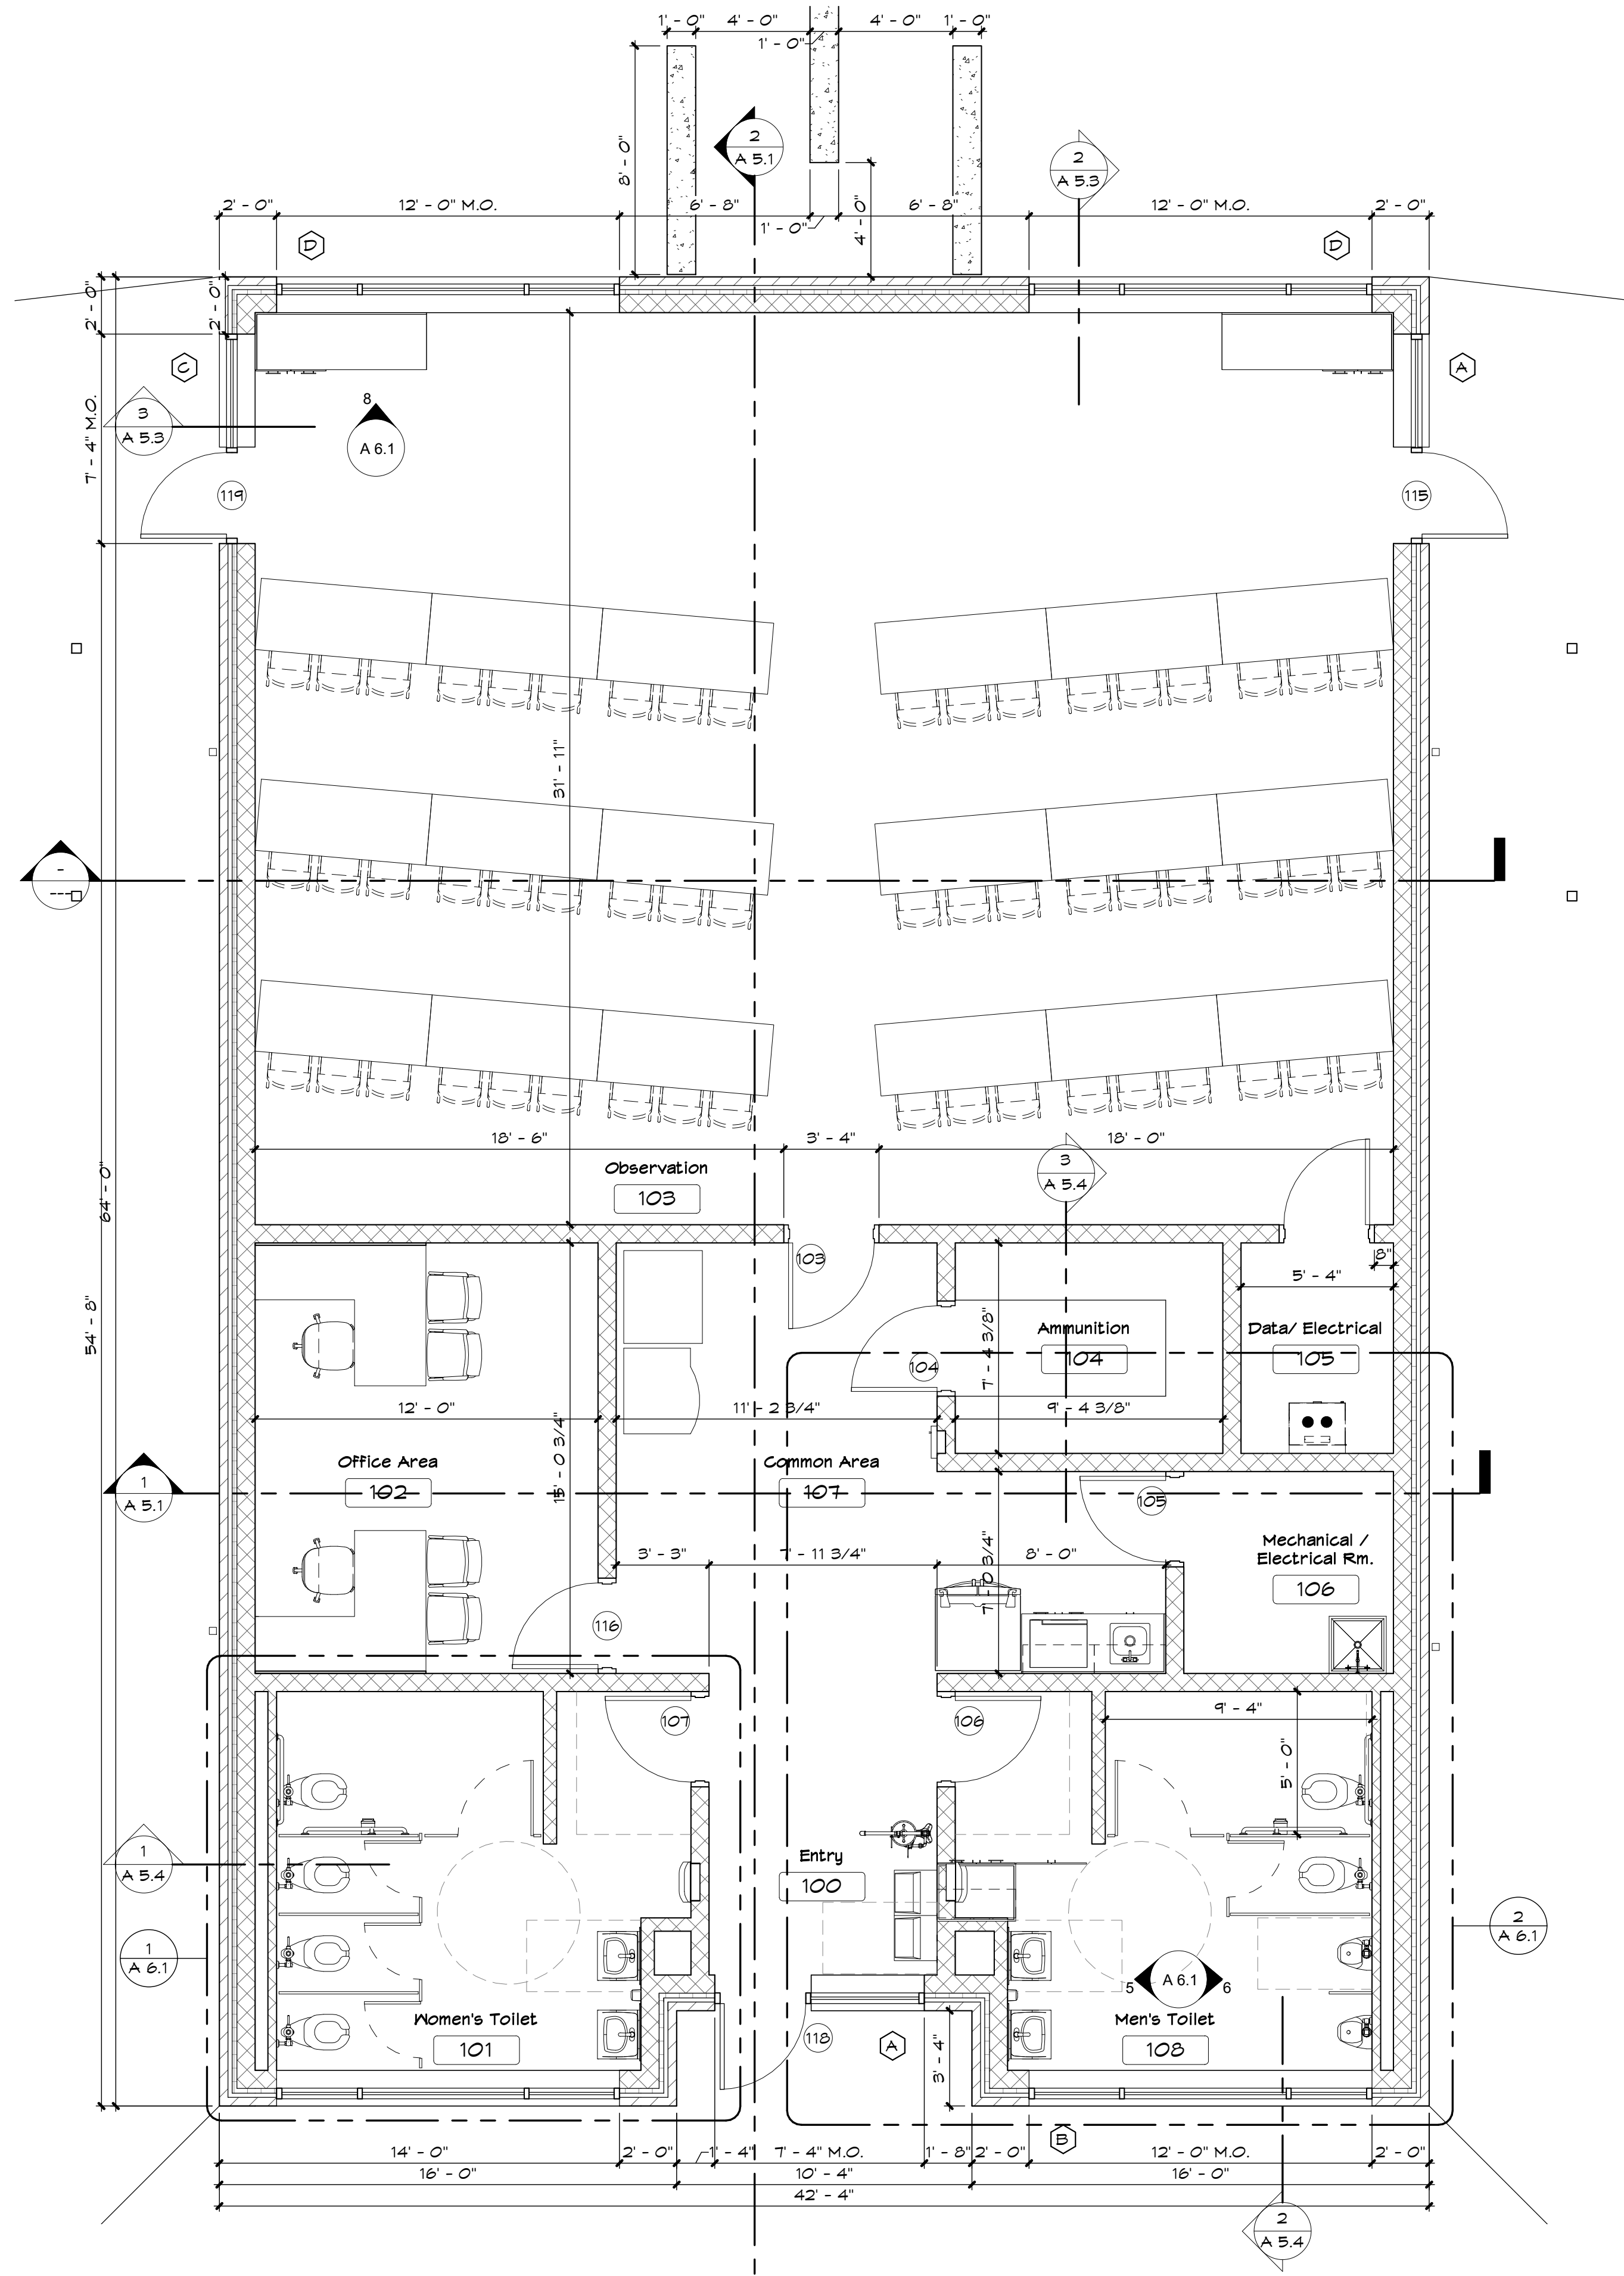 1' - 0" 4' - 0" 4' - 0" 1' - 0"
1' - 0"
8' - 0"
2
A 5.1
2
A 5.3
2' - 0" 12' - 0" M.O. 6' - 8" 6' - 8" 12' - 0" M.O. 2' - 0"
1' - 0"
4' - 0"
D D
2' - 0" 2' - 0"
C A
7' - 4" M.O.
3
A 5.3
8
A 6.1
119 115
31' - 11"
-
---
18' - 6" 3' - 4" 18' - 0"
Observation
103
3
A 5.4
64' - 0"
54' - 8"
103
8"
5' - 4"
Ammunition
104
Data/ Electrical
105
104
7' - 4 3/8"
12' - 0" 11' - 2 3/4" 9' - 4 3/8"
15' - 0 3/4"
Office Area
102
Common Area
107
1
A 5.1
105
Mechanical /
Electrical Rm.
106
3' - 3" 7' - 11 3/4" 8' - 0"
7' - 0 3/4"
116
107 106
9' - 4"
5' - 0"
Entry
100
1
A 5.4
1
A 6.1
2
A 6.1
5 A 6.1 6
Women's Toilet
101
Men's Toilet
108
118
A
3' - 4"
B
14' - 0" 2' - 0" 1' - 4" 7' - 4" M.O. 1' - 8" 2' - 0" 12' - 0" M.O. 2' - 0"
16' - 0" 10' - 4" 16' - 0"
42' - 4"
2
A 5.4